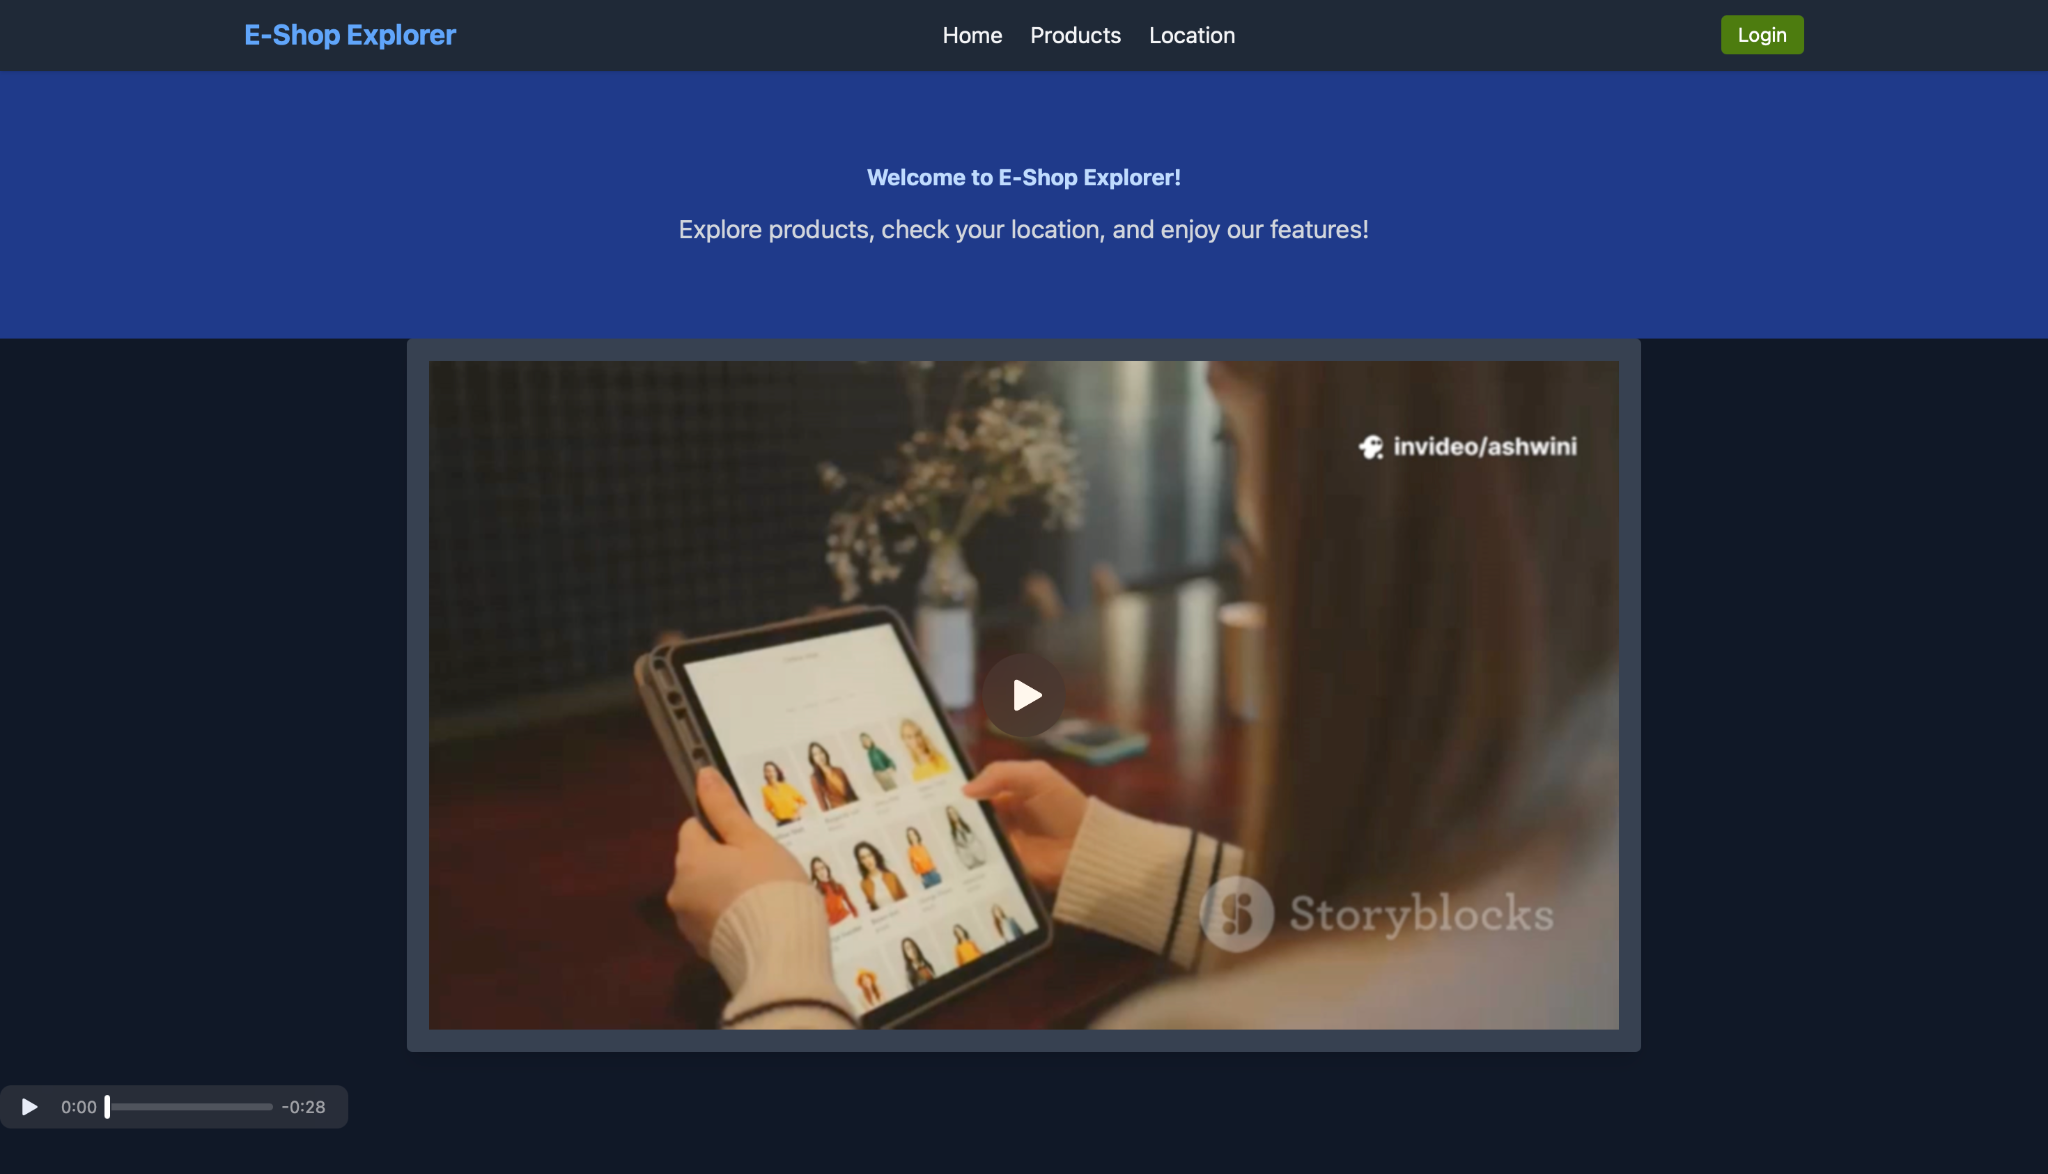 E-Shop Explorer
Home Products Location
Login
Welcome to E-Shop Explorer!
Explore products, check your location, and enjoy our features!
invideo/ashwini
Storyblocks
0:00 -0:28